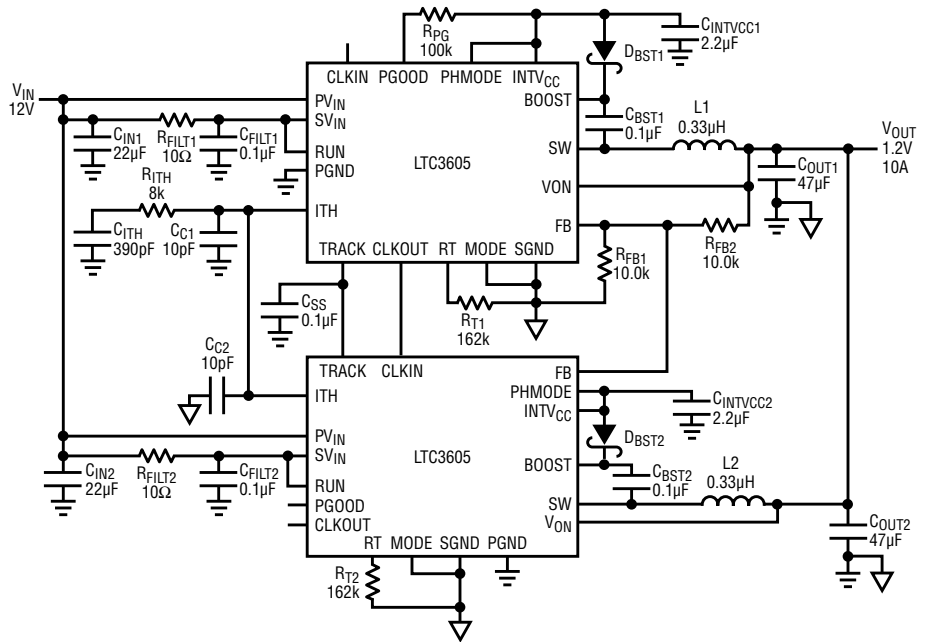 RPG
100k
CINTVCC1
2.2µF
DBST1
CLKIN PGOOD PHMODE INTVCC
VIN
12V
PVIN
BOOST
SVIN
CIN1
22µF
RFILT1
10Ω
CFILT1
0.1µF
CBST1
0.1µF
L1
0.33µH
VOUT
1.2V
10A
RUN
PGND
LTC3605
SW
COUT1
47µF
RITH
8k
VON
ITH
FB
CITH
390pF
CC1
10pF
RFB1
10.0k
RFB2
10.0k
TRACK CLKOUT RT MODE SGND
CSS
0.1µF
RT1
162k
CC2
10pF
TRACK CLKIN
FB
PHMODE
ITH
INTVCC
CINTVCC2
2.2µF
DBST2
PVIN
SVIN
LTC3605
BOOST
CIN2
22µF
RFILT2
10Ω
CFILT2
0.1µF
CBST2
0.1µF
L2
0.33µH
RUN
PGOOD
SW
CLKOUT
VON
COUT2
47µF
RT MODE SGND PGND
RT2
162k